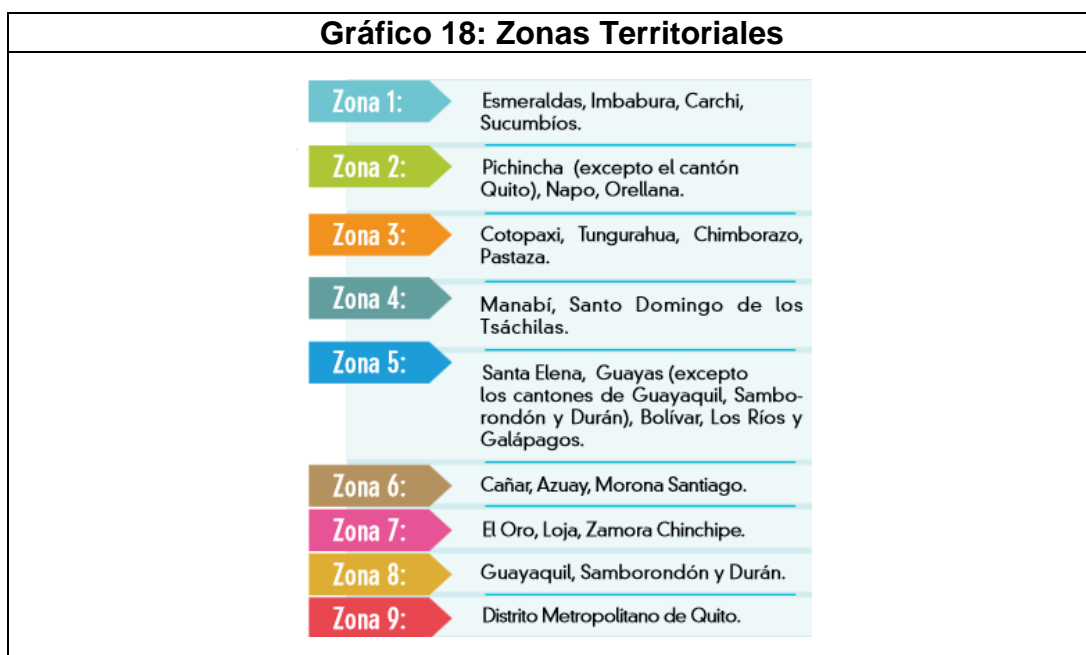 Gráfico 18: Zonas Territoriales
Zona 1:
Esmeraldas, Imbabura, Carchi,
Sucumbíos.
Zona 2:
Pichincha (excepto el cantón
Quito), Napo, Orellana.
Zona 3:
Cotopaxi, Tungurahua, Chimborazo,
Pastaza.
Zona 4:
Manabí, Santo Domingo de los
Tsáchilas.
Zona 5:
Santa Elena, Guayas (excepto
los cantones de Guayaquil, Sambo-
rondón y Durán), Bolívar, Los Ríos y
Galápagos.
Zona 6:
Cañar, Azuay, Morona Santiago.
Zona 7:
El Oro, Loja, Zamora Chinchipe.
Zona 8:
Guayaquil, Samborondón y Durán.
Zona 9:
Distrito Metropolitano de Quito.